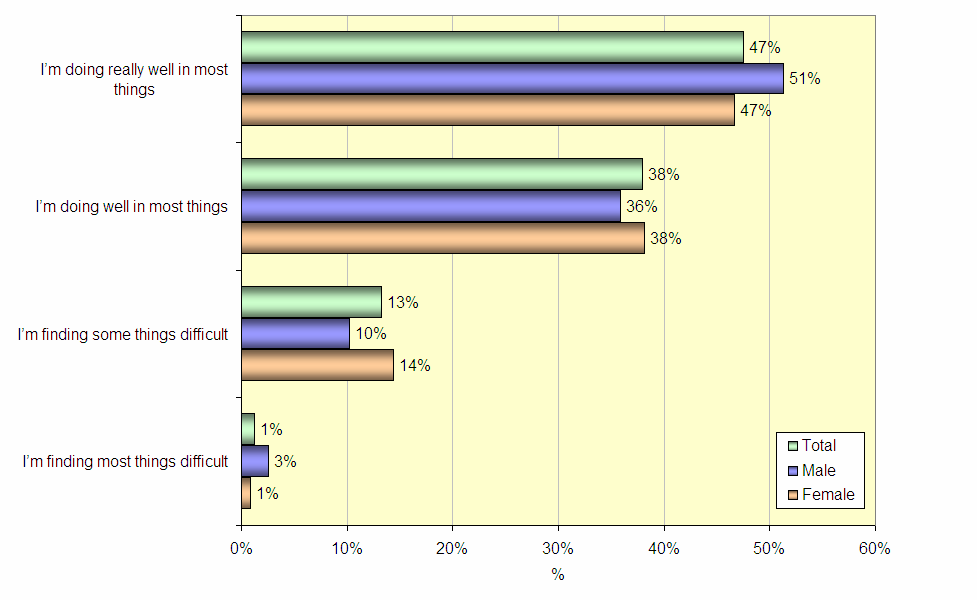 I’m doing really well in most
things
47%
51%
47%
I’m doing well in most things
38%
36%
38%
I’m finding some things difficult
13%
10%
14%
I’m finding most things difficult
1%
3%
1%
Total
Male
Female
0% 10% 20% 30% 40% 50% 60%
%